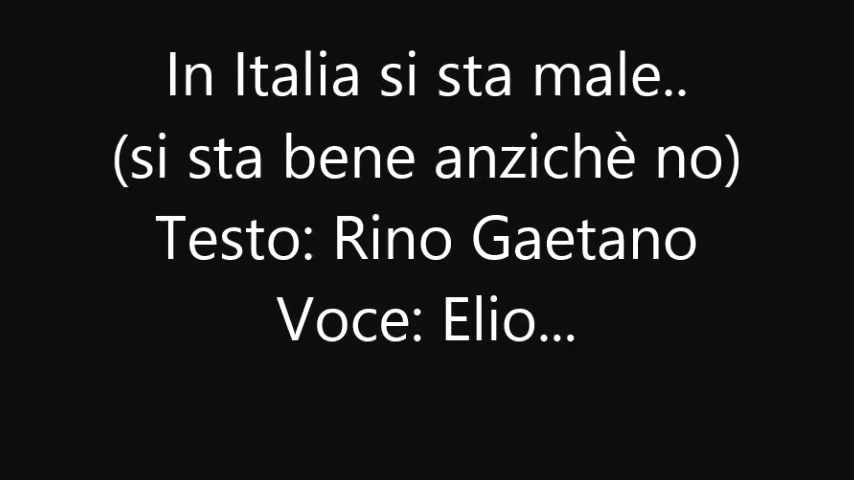 In Italia si sta male..
(si sta bene anzichè no)
Testo: Rino Gaetano
Voce: Elio...